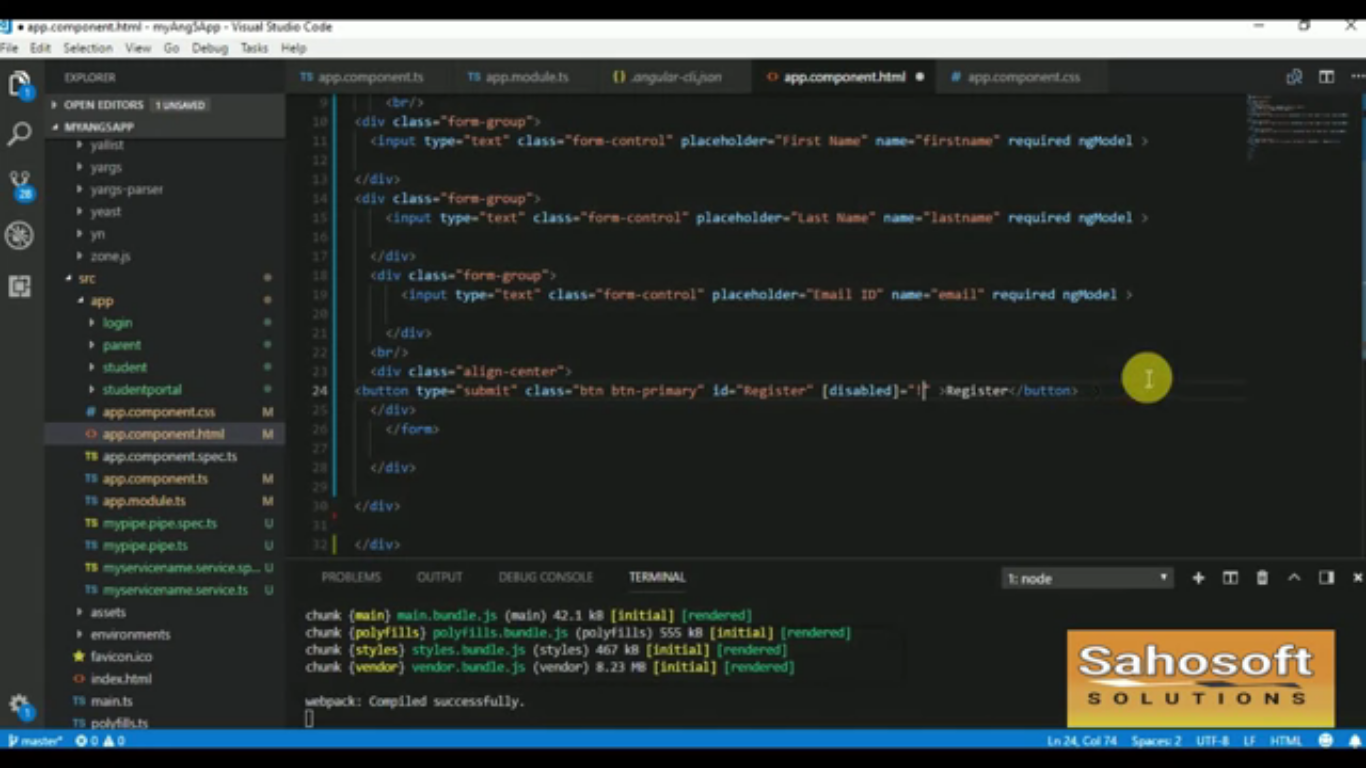 ● app.component.html - myAng5App - Visual Studio Code
File Edit Selection View Go Debug Tasks Help
EXPLORER
TS app.component.ts TS app.module.ts {} .angular-cli.json <> app.component.html ● # app.component.css
OPEN EDITORS 1 UNSAVED
MYANG5APP
yallist
yargs
yargs-parser
yeast
yn
zone.js
src
app
login
parent
student
studentportal
# app.component.css M
<> app.component.html M
TS app.component.spec.ts
TS app.component.ts M
TS app.module.ts M
TS mypipe.pipe.spec.ts U
TS mypipe.pipe.ts U
TS myservicename.service.sp... U
TS myservicename.service.ts U
assets
environments
favicon.ico
<> index.html
TS main.ts
TS polyfills.ts
1
28
1
9 <br/>
10 <div class="form-group">
11 <input type="text" class="form-control" placeholder="First Name" name="firstname" required ngModel >
12
13 </div>
14 <div class="form-group">
15 <input type="text" class="form-control" placeholder="Last Name" name="lastname" required ngModel >
16
17 </div>
18 <div class="form-group">
19 <input type="text" class="form-control" placeholder="Email ID" name="email" required ngModel >
20
21 </div>
22 <br/>
23 <div class="align-center">
24 <button type="submit" class="btn btn-primary" id="Register" [disabled]="!" >Register</button>
25 </div>
26 </form>
27
28 </div>
29
30 </div>
31
32 </div>
PROBLEMS OUTPUT DEBUG CONSOLE TERMINAL 1: node
chunk {main} main.bundle.js (main) 42.1 kB [initial] [rendered]
chunk {polyfills} polyfills.bundle.js (polyfills) 555 kB [initial] [rendered]
chunk {styles} styles.bundle.js (styles) 467 kB [initial] [rendered]
chunk {vendor} vendor.bundle.js (vendor) 8.23 MB [initial] [rendered]
webpack: Compiled successfully.
Sahosoft
SOLUTIONS
master* 0 0 Ln 24, Col 74 Spaces: 2 UTF-8 LF HTML